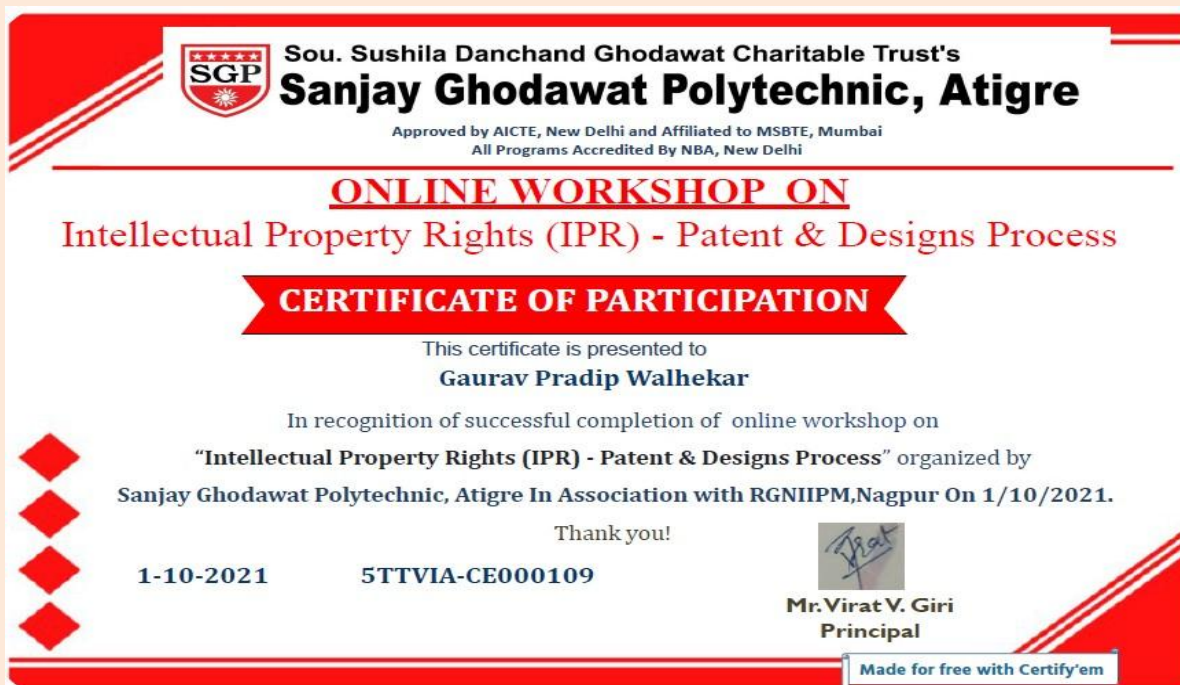 SGP
Sou. Sushila Danchand Ghodawat Charitable Trust's
Sanjay Ghodawat Polytechnic, Atigre
Approved by AICTE, New Delhi and Affiliated to MSBTE, Mumbai
All Programs Accredited By NBA, New Delhi
ONLINE WORKSHOP ON
Intellectual Property Rights (IPR) - Patent & Designs Process
CERTIFICATE OF PARTICIPATION
This certificate is presented to
Gaurav Pradip Walhekar
In recognition of successful completion of online workshop on
“Intellectual Property Rights (IPR) - Patent & Designs Process” organized by
Sanjay Ghodawat Polytechnic, Atigre In Association with RGNIIPM,Nagpur On 1/10/2021.
Thank you!
1-10-2021 5TTVIA-CE000109
Mr.Virat V. Giri
Principal
Made for free with Certify'em